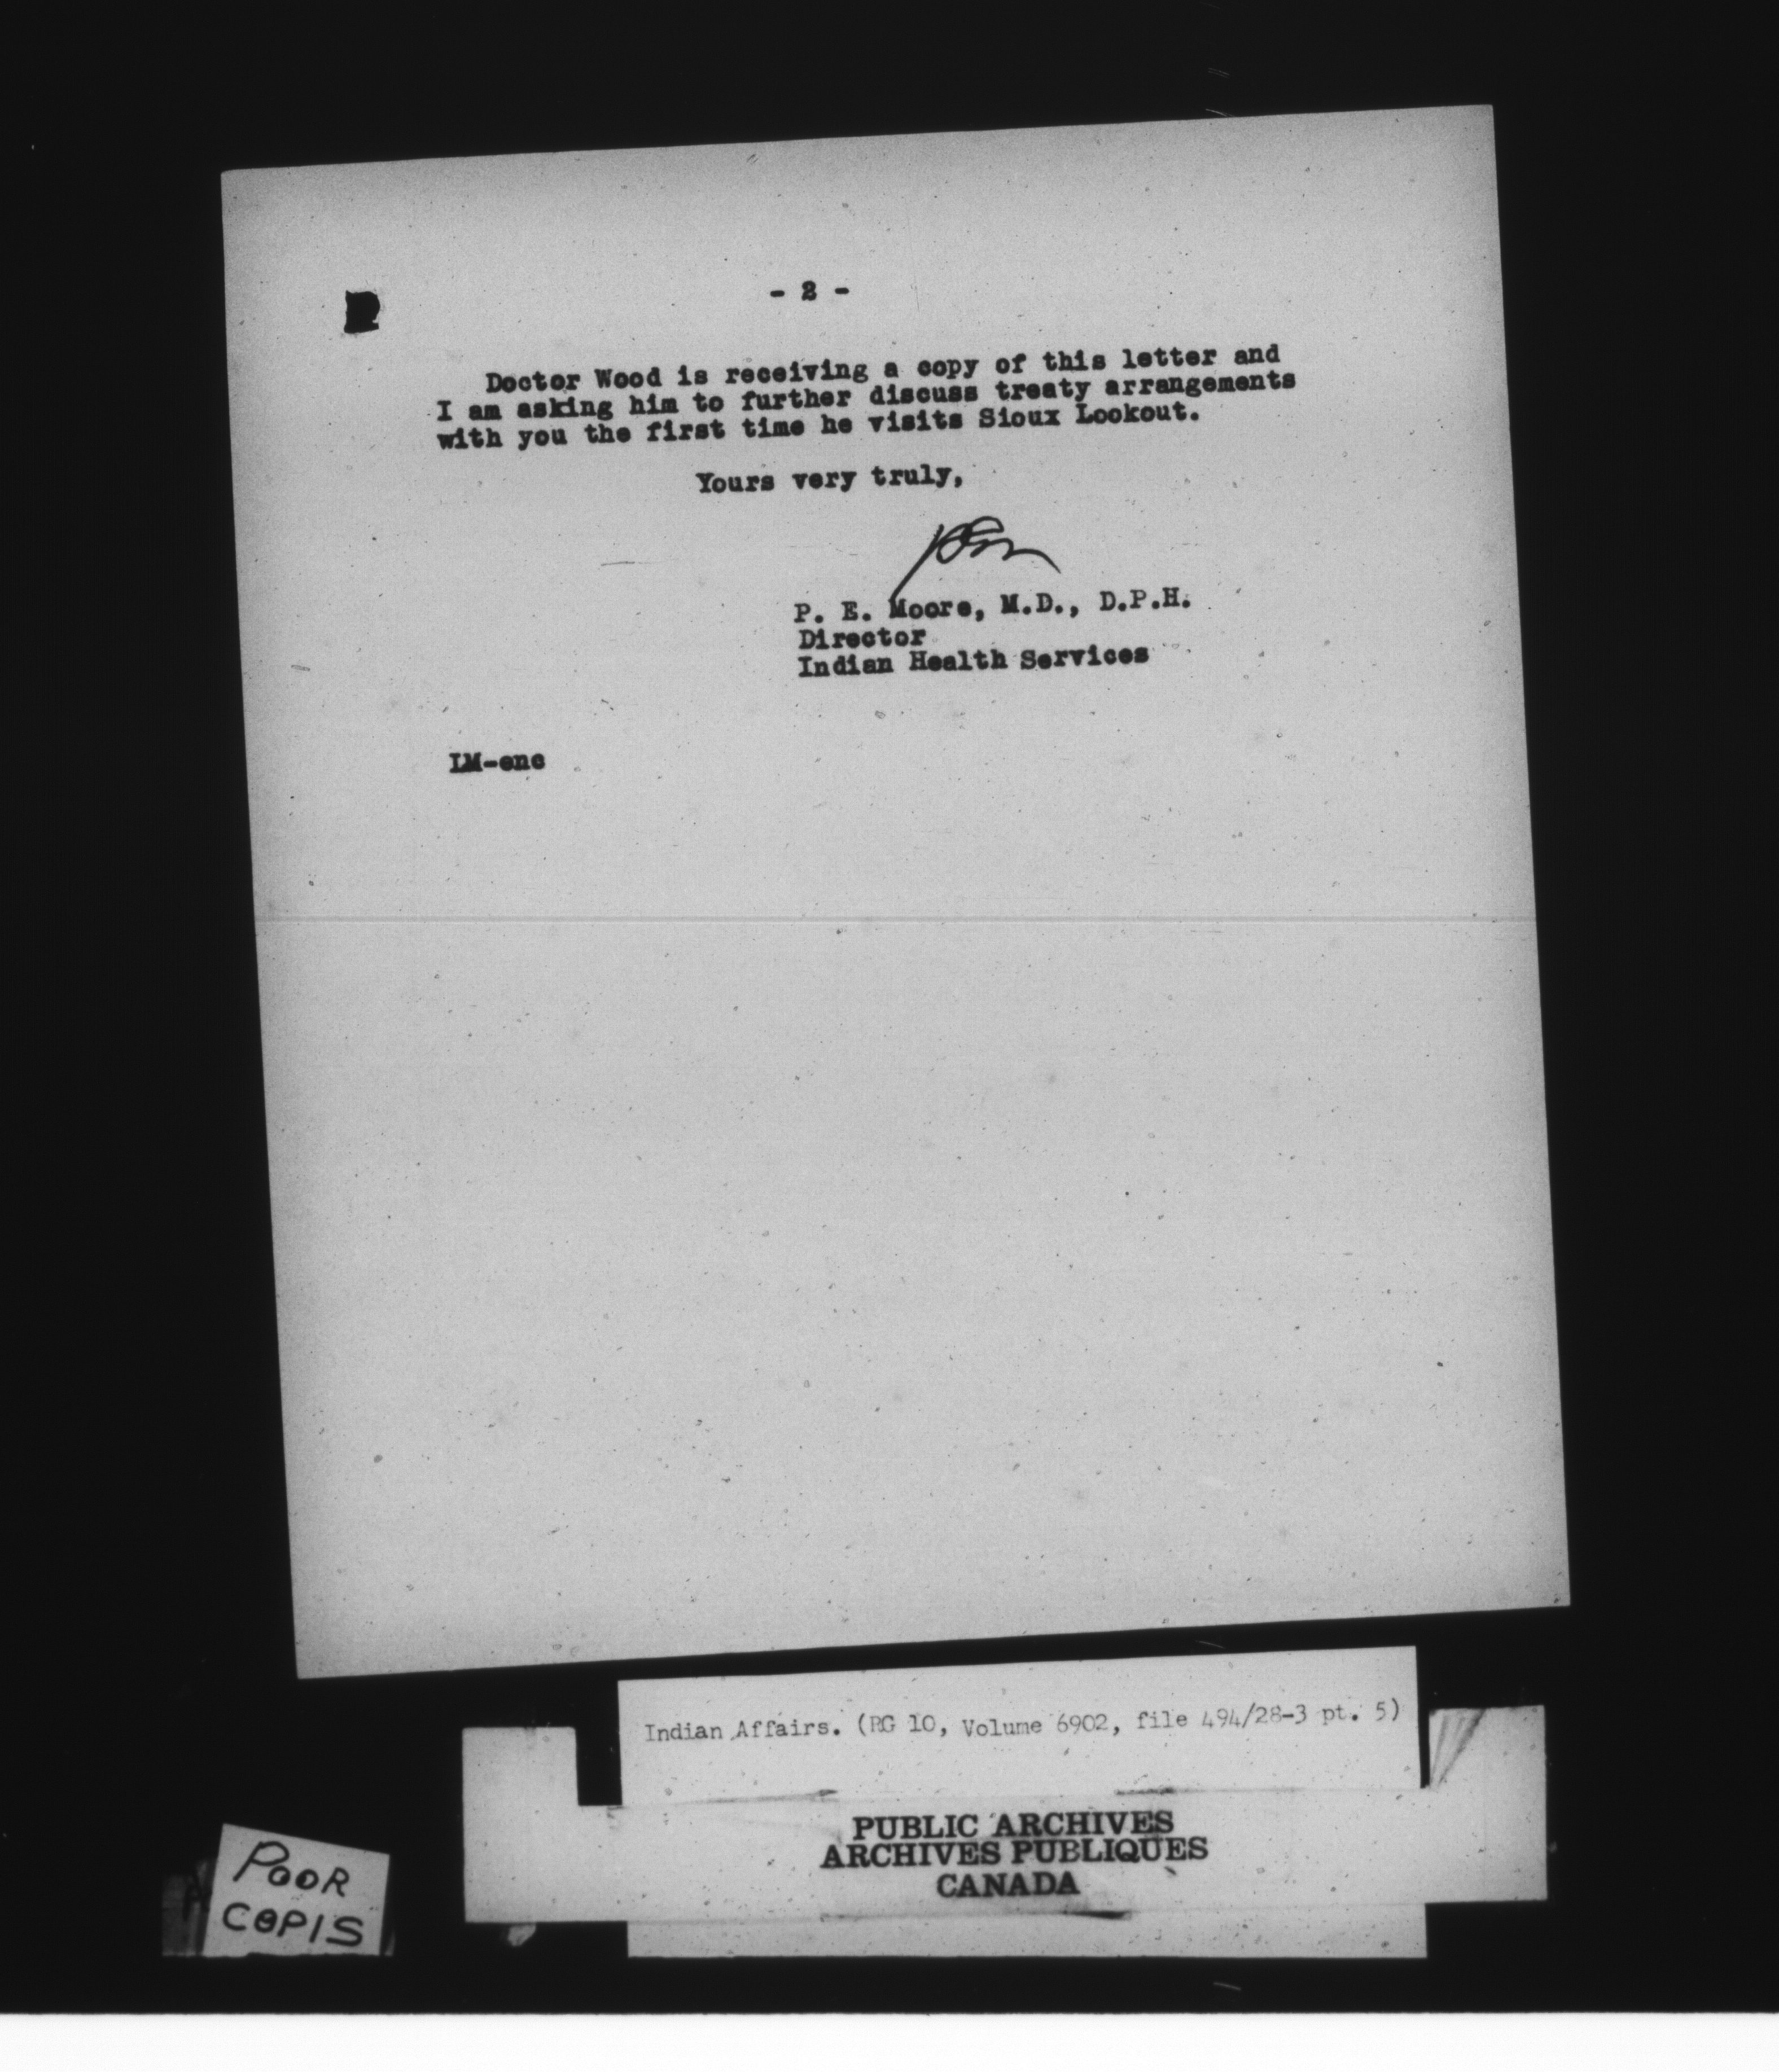 - 2 -
Doctor Wood is receiving a copy of this letter and
I am asking him to further discuss treaty arrangements
with you the first time he visits Sioux Lookout.
Yours very truly,
PEM
P. E. Moore, M.D., D.P.H.
Director
Indian Health Services
LM-enc
Indian Affairs. (RG 10, Volume 6902, file 494/28-3 pt. 5)
PUBLIC ARCHIVES
ARCHIVES PUBLIQUES
CANADA
POOR
COPIS